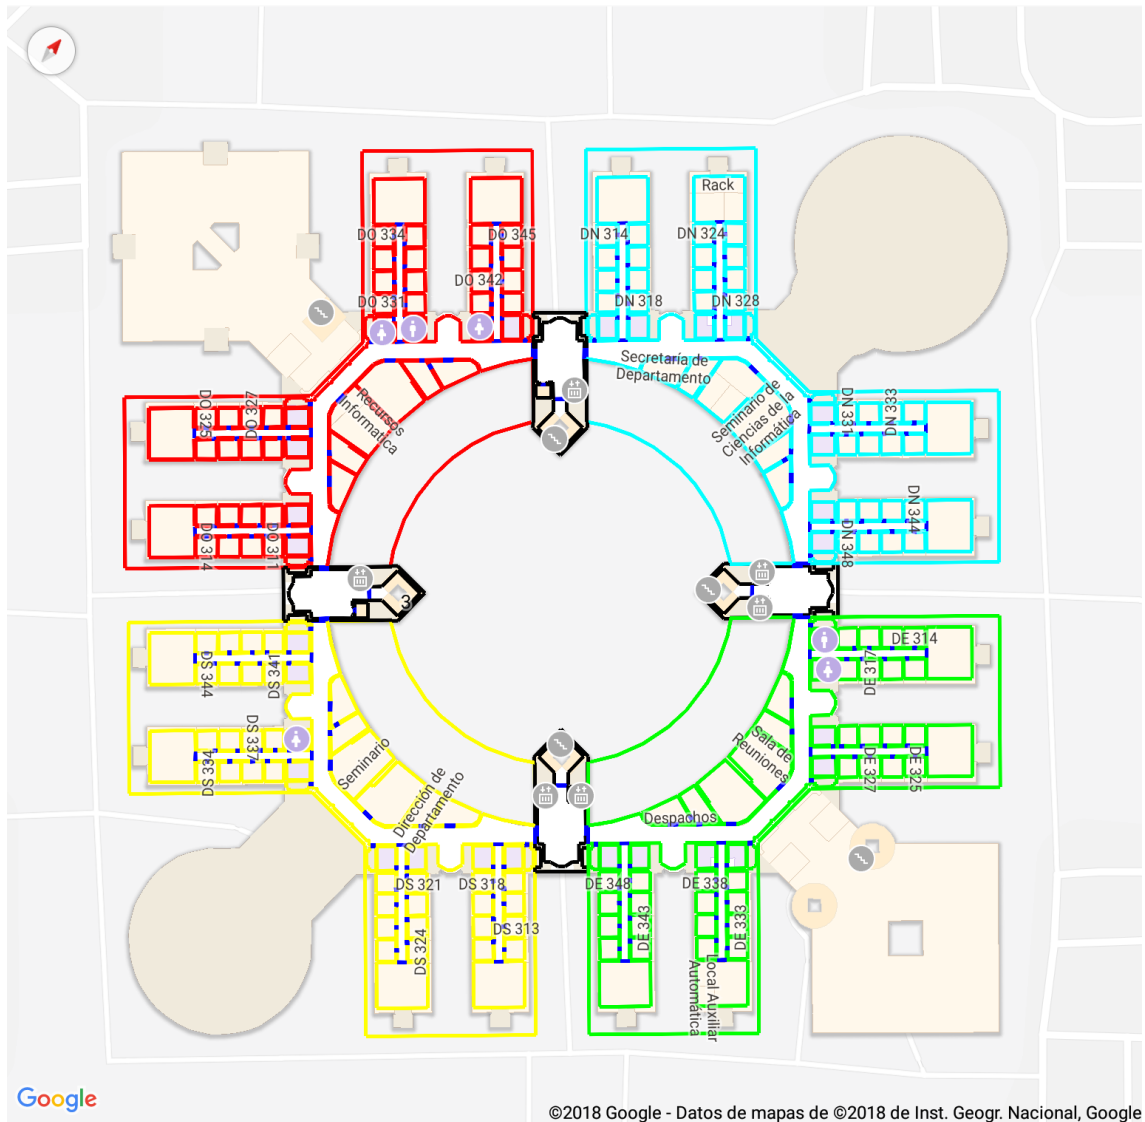 Rack
DO 334
DO 345
DN 314
DN 324
DO 342
DO 331
DN 318
DN 328
Secretaría de
Departamento
Recursos
Informática
Seminario de
Ciencias de la
Informática
DO 325
DO 327
DN 331
DN 333
DO 314
DO 311
DN 344
DN 348
3
DS 344
DS 341
DE 314
DE 317
DS 334
DS 337
Seminario
Dirección de
Departamento
Sala de
Reuniones
Despachos
DE 327
DE 325
DS 321
DS 318
DE 348
DE 338
DS 324
DS 313
DE 343
DE 333
Local Auxiliar
Automática
Google
©2018 Google - Datos de mapas de ©2018 de Inst. Geogr. Nacional, Google